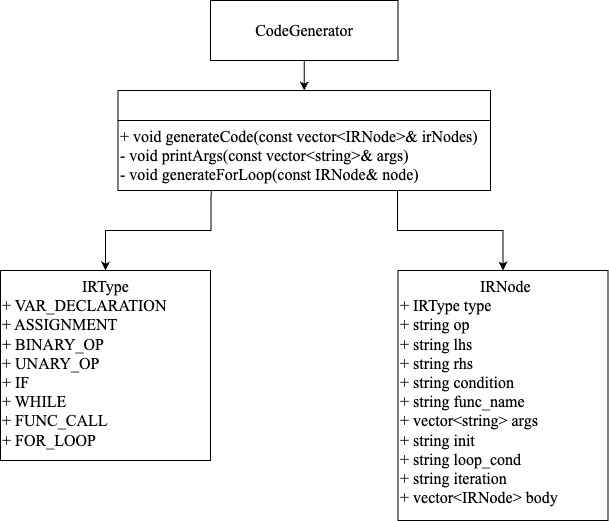 CodeGenerator
+ void generateCode(const vector<IRNode>& irNodes)
- void printArgs(const vector<string>& args)
- void generateForLoop(const IRNode& node)
IRType
+ VAR_DECLARATION
+ ASSIGNMENT
+ BINARY_OP
+ UNARY_OP
+ IF
+ WHILE
+ FUNC_CALL
+ FOR_LOOP
IRNode
+ IRType type
+ string op
+ string lhs
+ string rhs
+ string condition
+ string func_name
+ vector<string> args
+ string init
+ string loop_cond
+ string iteration
+ vector<IRNode> body